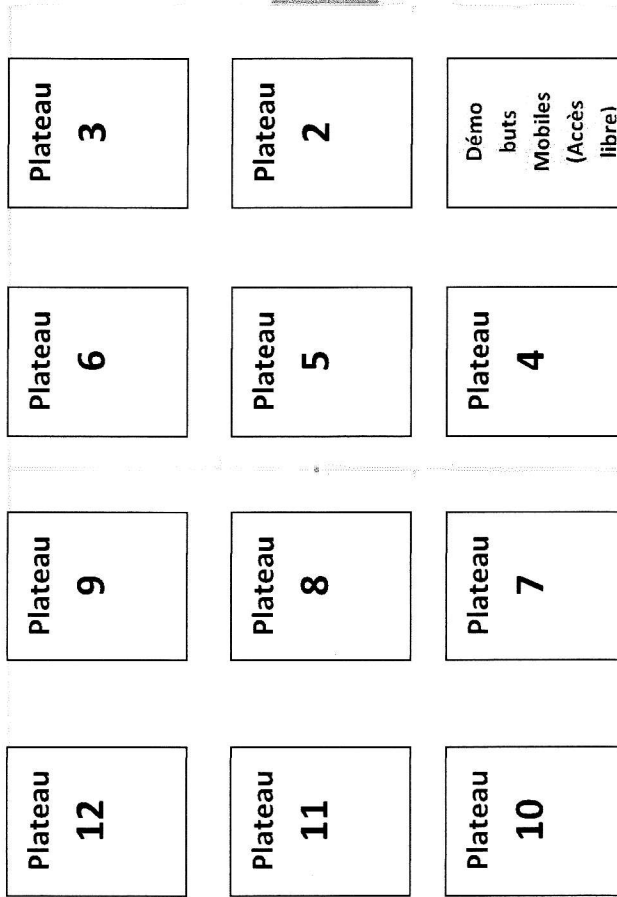 Plateau
12
Plateau
9
Plateau
6
Plateau
3
Plateau
11
Plateau
8
Plateau
5
Plateau
2
Plateau
10
Plateau
7
Plateau
4
Démo
buts
Mobiles
(Accès
libre)